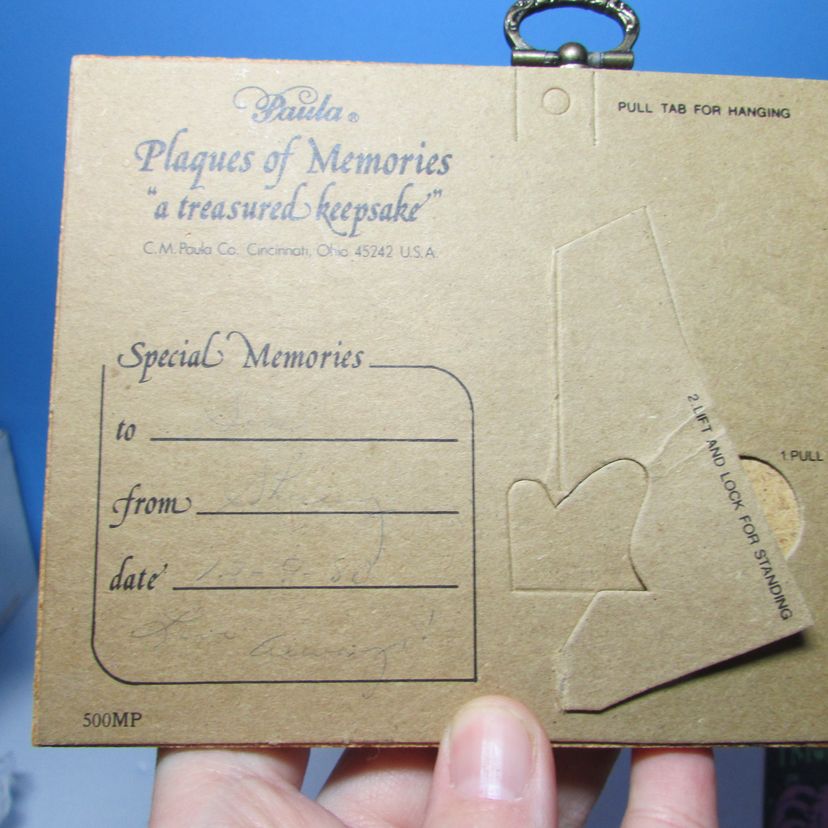 Paula®
Plaques of Memories
"a treasured keepsake"
C.M. Paula Co. Cincinnati, Ohio 45242 U.S.A.
PULL TAB FOR HANGING
Special Memories
to
from
date
always!
500MP
1. PULL
2. LIFT AND LOCK FOR STANDING